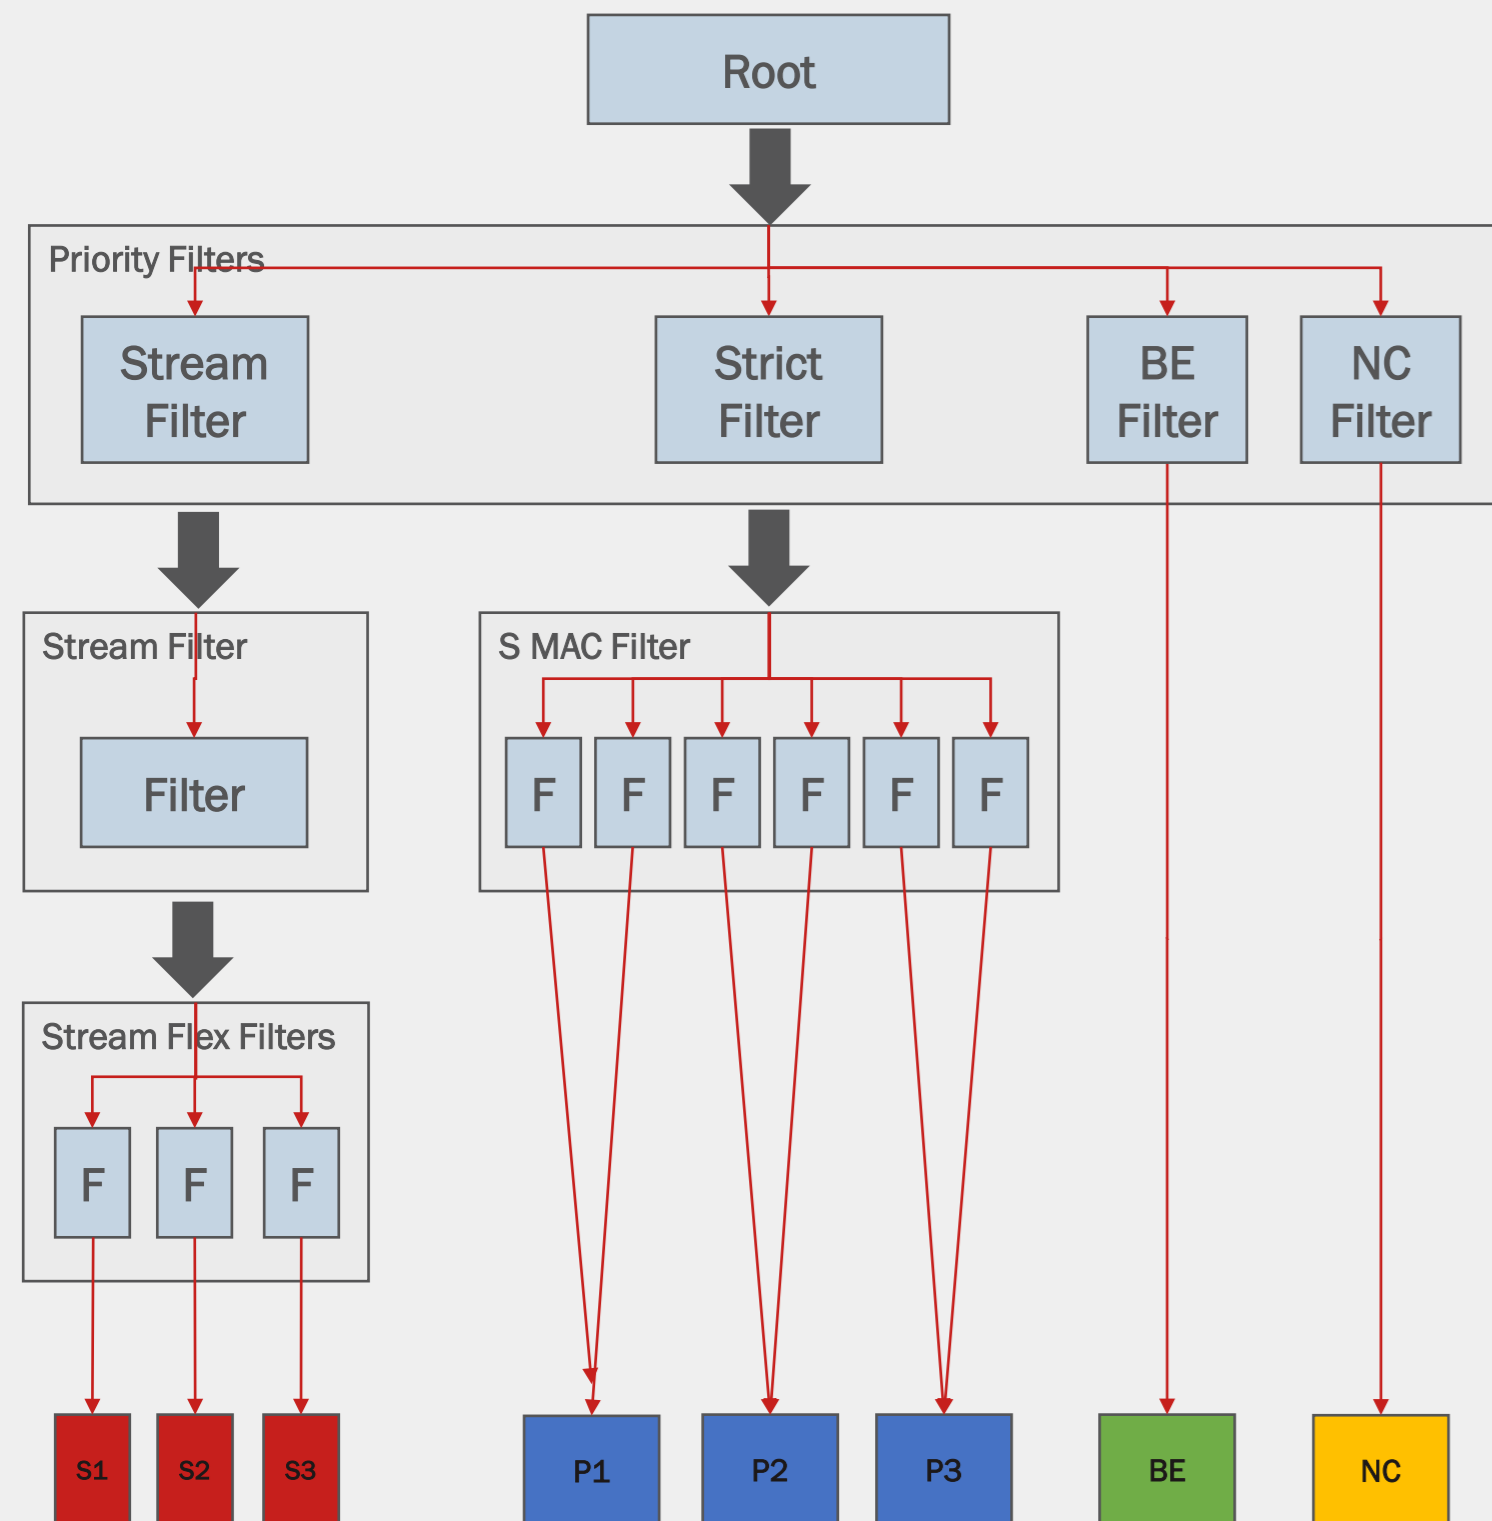 Root
Priority Filters
Stream
Filter
Strict
Filter
BE
Filter
NC
Filter
Stream Filter
Filter
S MAC Filter
F
F
F
F
F
F
Stream Flex Filters
F
F
F
S1
S2
S3
P1
P2
P3
BE
NC